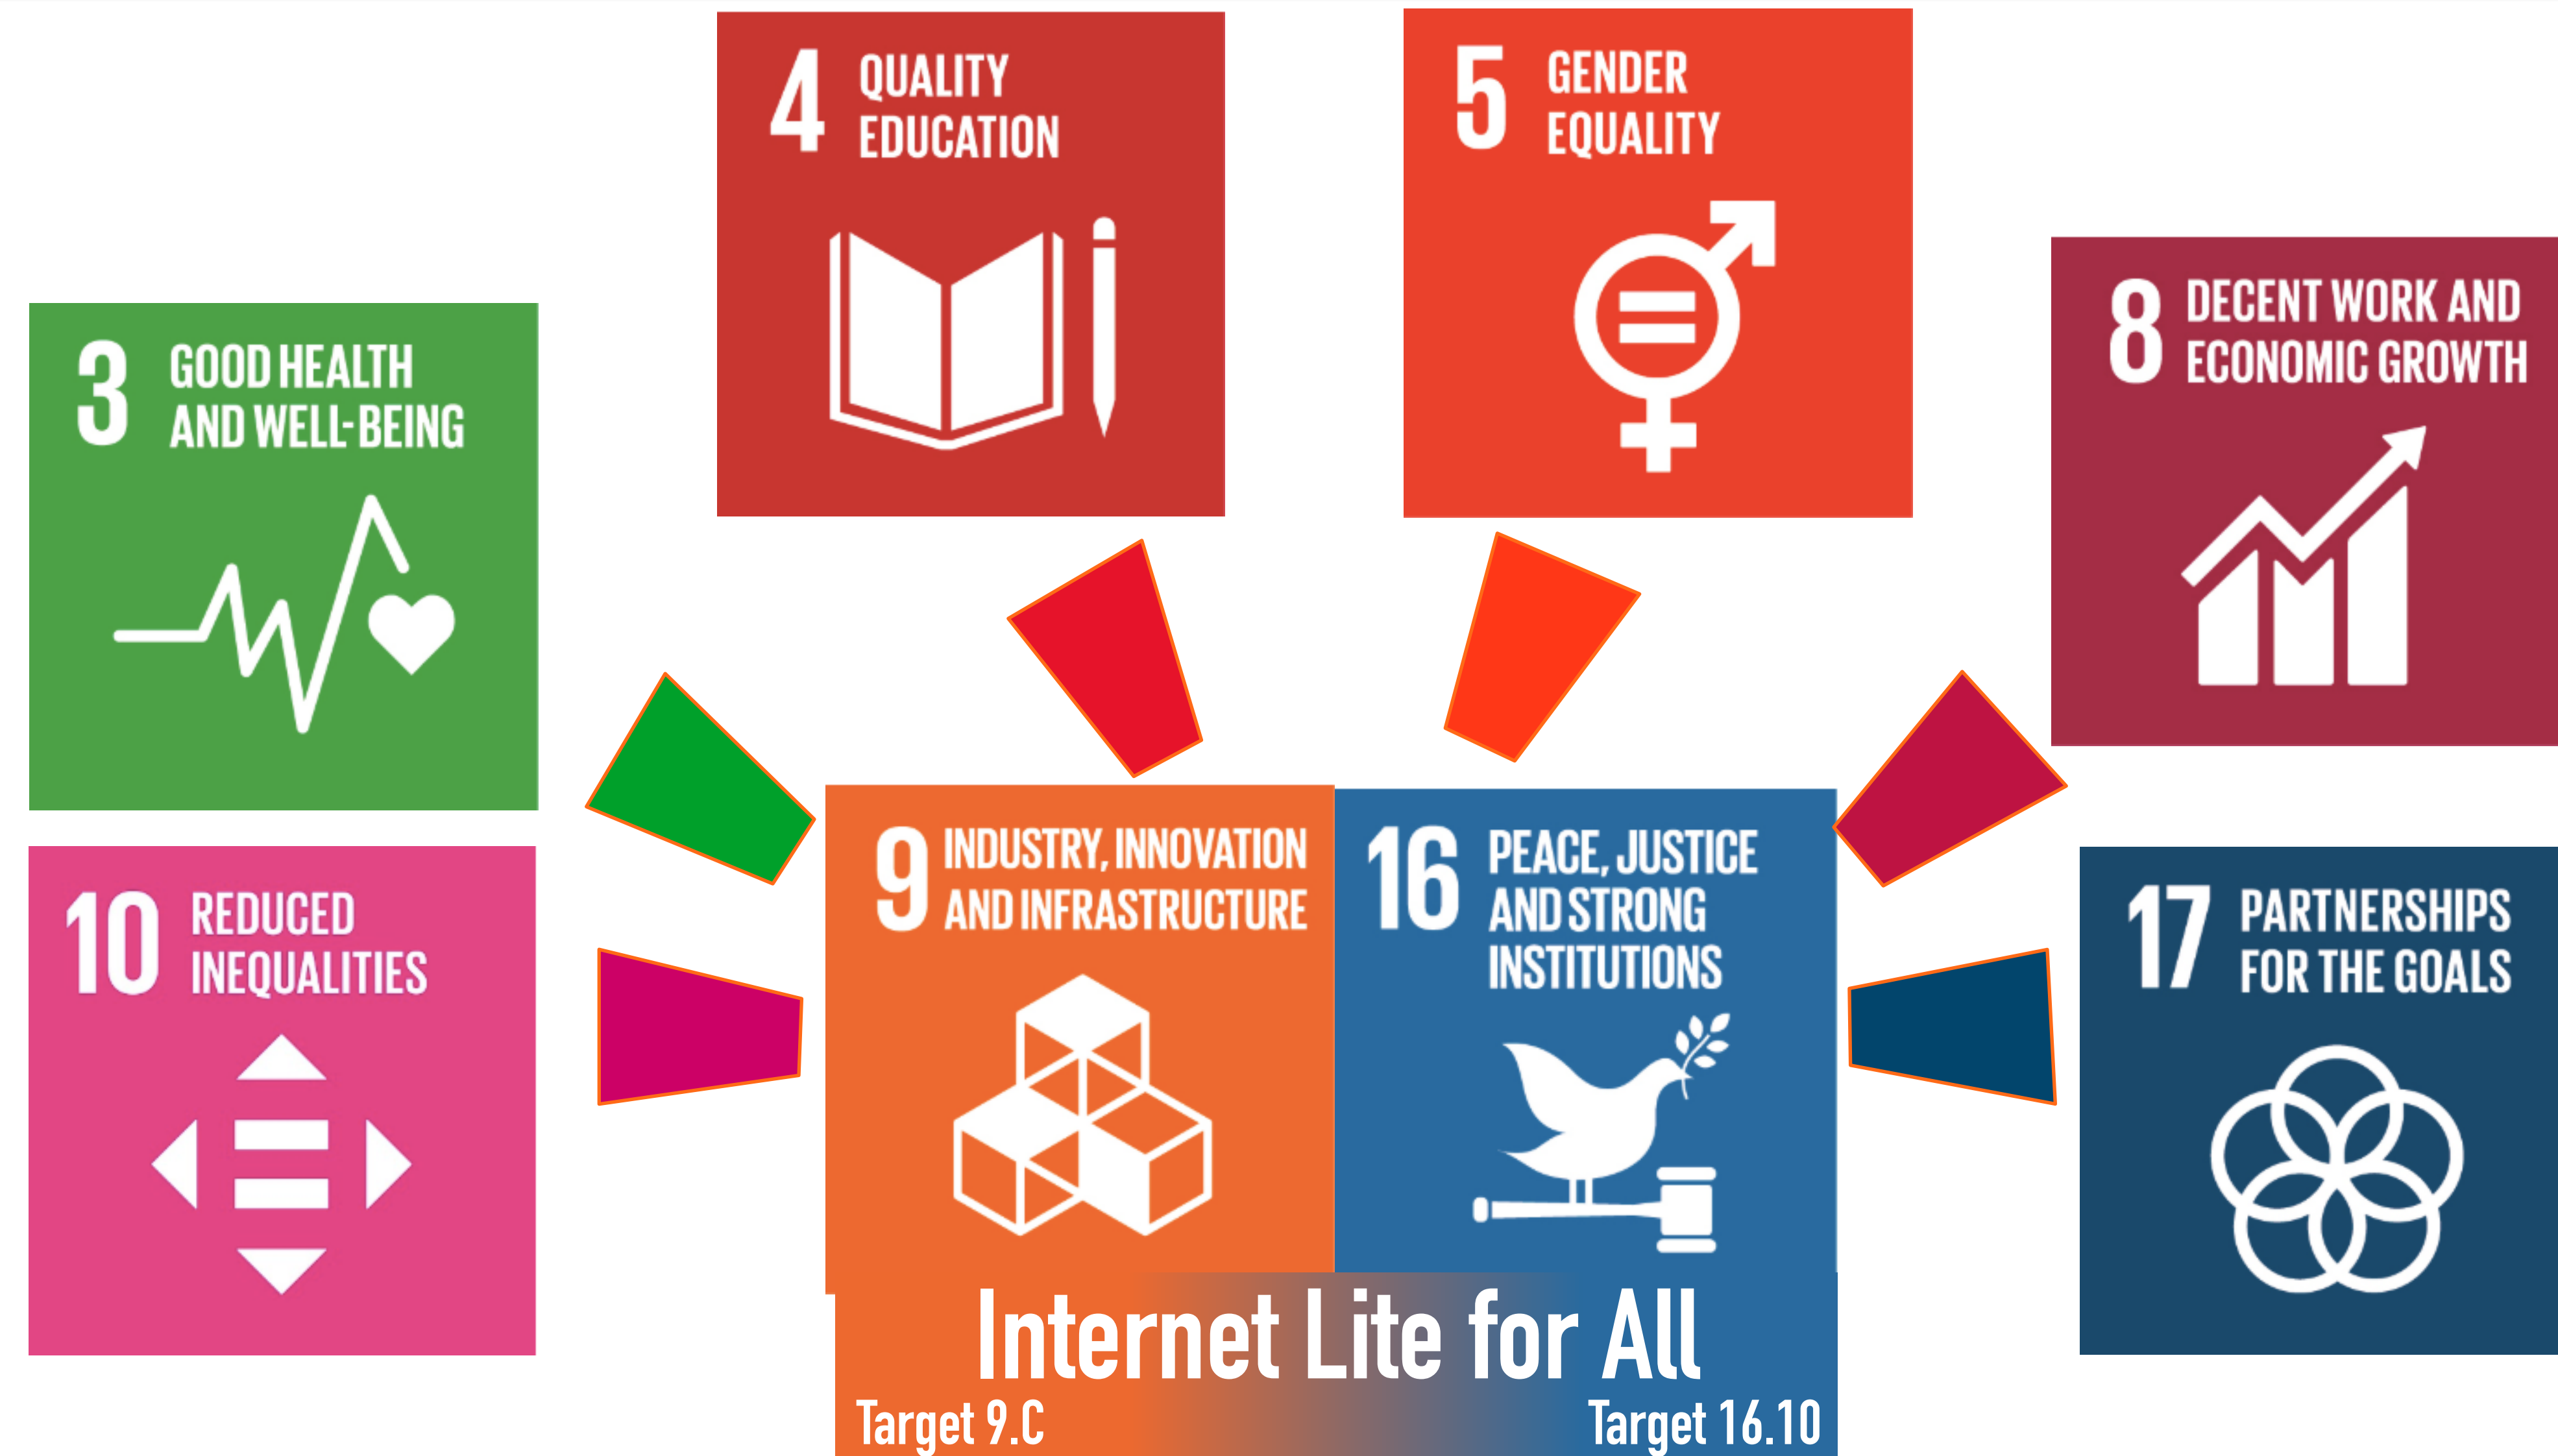 4 QUALITY
EDUCATION
5 GENDER
EQUALITY
3 GOOD HEALTH
AND WELL-BEING
8 DECENT WORK AND
ECONOMIC GROWTH
10 REDUCED
INEQUALITIES
9 INDUSTRY, INNOVATION
AND INFRASTRUCTURE
16 PEACE, JUSTICE
AND STRONG
INSTITUTIONS
17 PARTNERSHIPS
FOR THE GOALS
Internet Lite for All
Target 9.C
Target 16.10